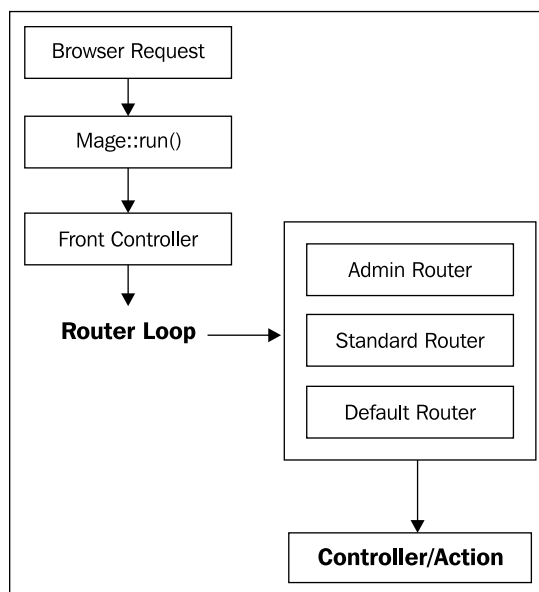 Browser Request
Mage::run()
Front Controller
Router Loop
Admin Router
Standard Router
Default Router
Controller/Action